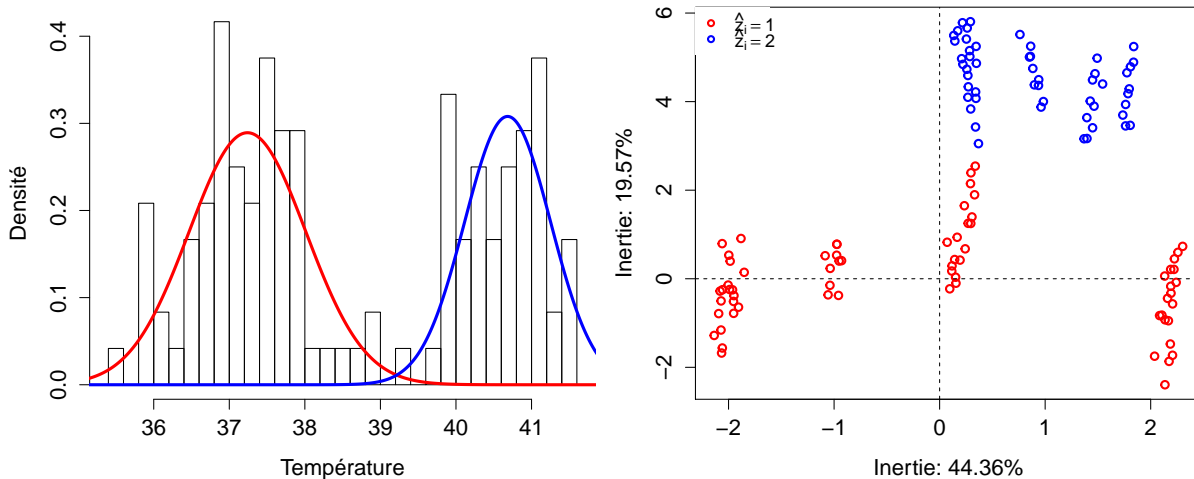 Densité
0.0 0.1 0.2 0.3 0.4
36 37 38 39 40 41
Température
ẑi = 1
ẑi = 2
Inertie: 19.57%
−2 0 2 4 6
−2 −1 0 1 2
Inertie: 44.36%